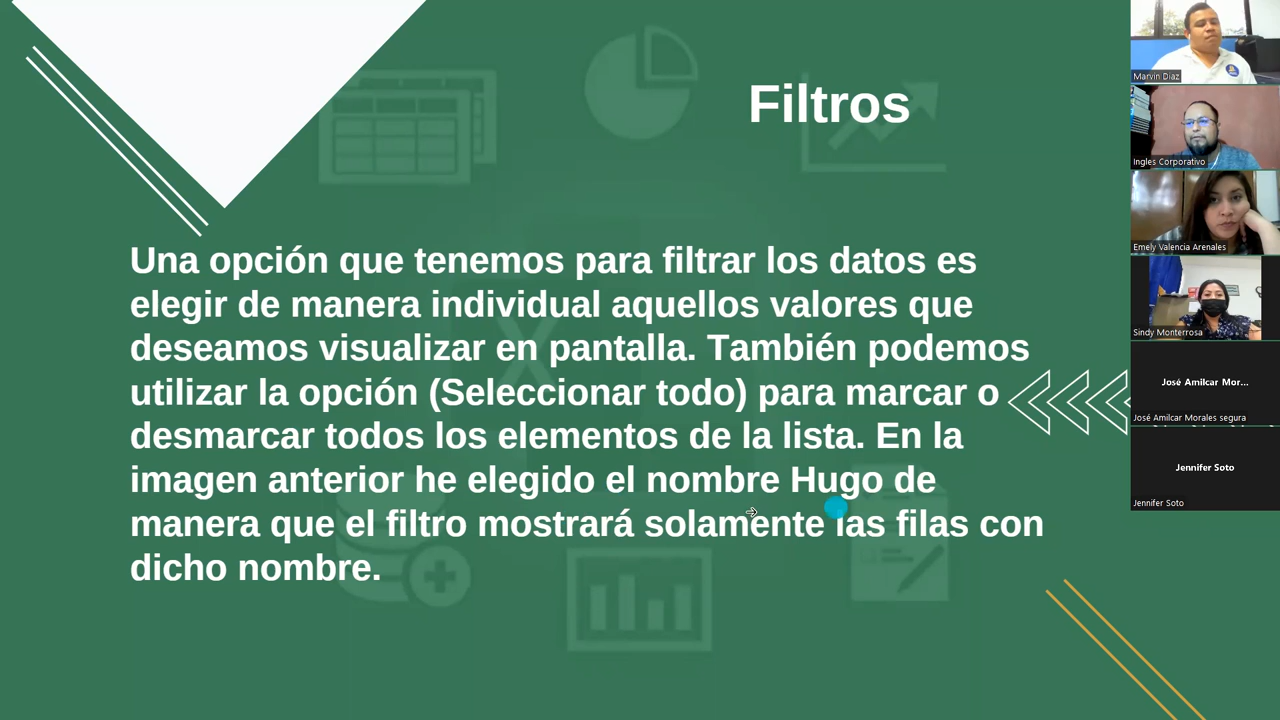 Filtros
Una opción que tenemos para filtrar los datos es
elegir de manera individual aquellos valores que
deseamos visualizar en pantalla. También podemos
utilizar la opción (Seleccionar todo) para marcar o
desmarcar todos los elementos de la lista. En la
imagen anterior he elegido el nombre Hugo de
manera que el filtro mostrará solamente las filas con
dicho nombre.
Marvin Diaz
Ingles Corporativo
Emely Valencia Arenales
Sindy Monterrosa
José Amilcar Mor...
José Amilcar Morales segura
Jennifer Soto
Jennifer Soto